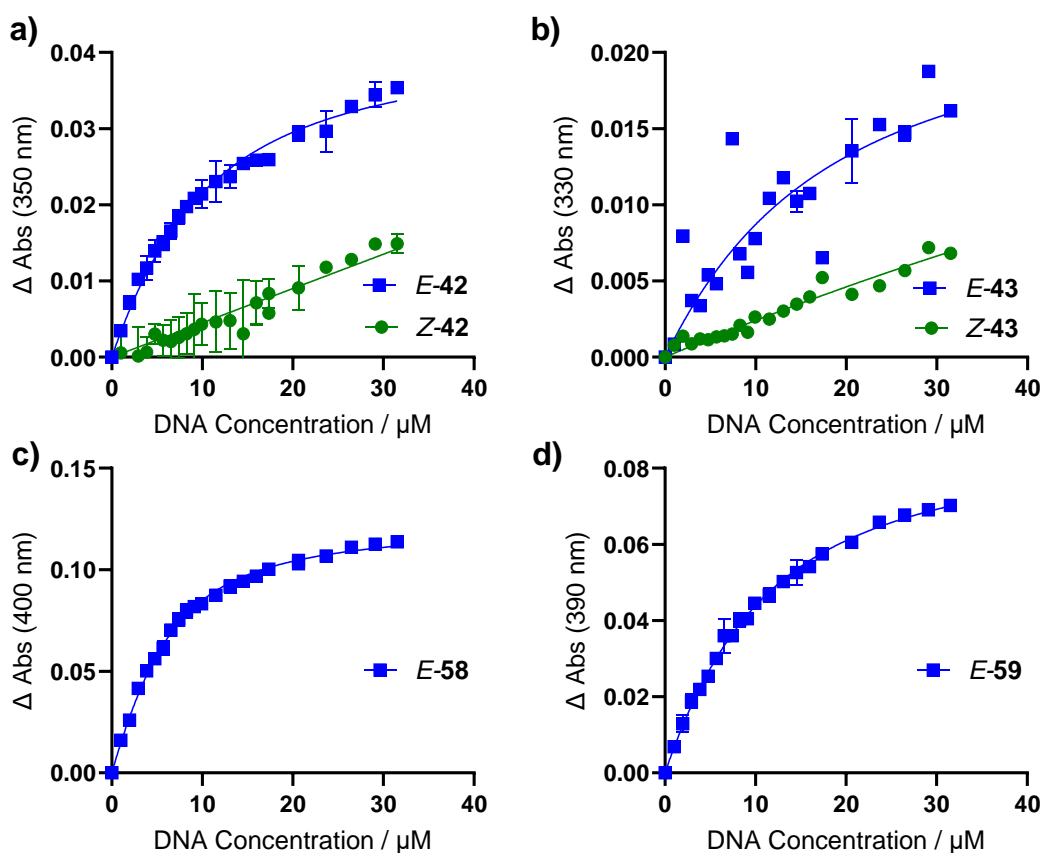 a)
Δ Abs (350 nm)
0.04
0.03
0.02
0.01
0.00
0 10 20 30 40
DNA Concentration / µM
E-42
Z-42
b)
Δ Abs (330 nm)
0.020
0.015
0.010
0.005
0.000
0 10 20 30 40
DNA Concentration / µM
E-43
Z-43
c)
Δ Abs (400 nm)
0.15
0.10
0.05
0.00
0 10 20 30 40
DNA Concentration / µM
E-58
d)
Δ Abs (390 nm)
0.08
0.06
0.04
0.02
0.00
0 10 20 30 40
DNA Concentration / µM
E-59